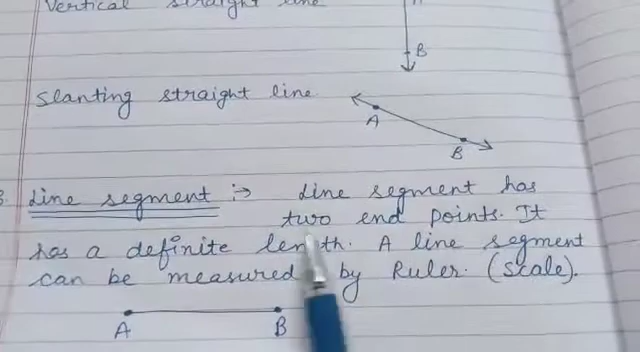 Vertical straight line
A
B
Slanting straight line
A
B
3. Line segment :→ Line segment has
two end points. It
has a definite length. A line segment
can be measured by Ruler. (Scale).
A B